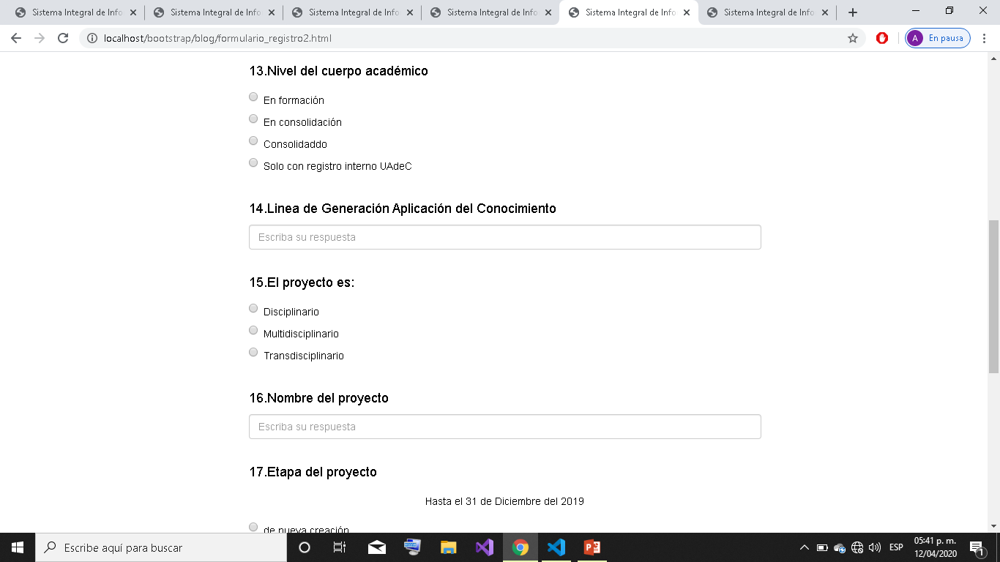 Sistema Integral de Info
Sistema Integral de Info
Sistema Integral de Info
Sistema Integral de Info
Sistema Integral de Info
Sistema Integral de Info
localhost/bootstrap/blog/formulario_registro2.html
A
En pausa
13.Nivel del cuerpo académico
En formación
En consolidación
Consolidaddo
Solo con registro interno UAdeC
14.Linea de Generación Aplicación del Conocimiento
Escriba su respuesta
15.El proyecto es:
Disciplinario
Multidisciplinario
Transdisciplinario
16.Nombre del proyecto
Escriba su respuesta
17.Etapa del proyecto
Hasta el 31 de Diciembre del 2019
de nueva creación
Escribe aquí para buscar
ESP
05:41 p. m.
12/04/2020
1